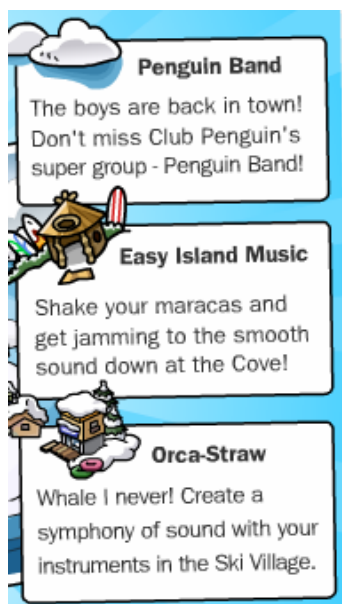 Penguin Band
The boys are back in town!
Don't miss Club Penguin's
super group - Penguin Band!
Easy Island Music
Shake your maracas and
get jamming to the smooth
sound down at the Cove!
Orca-Straw
Whale I never! Create a
symphony of sound with your
instruments in the Ski Village.